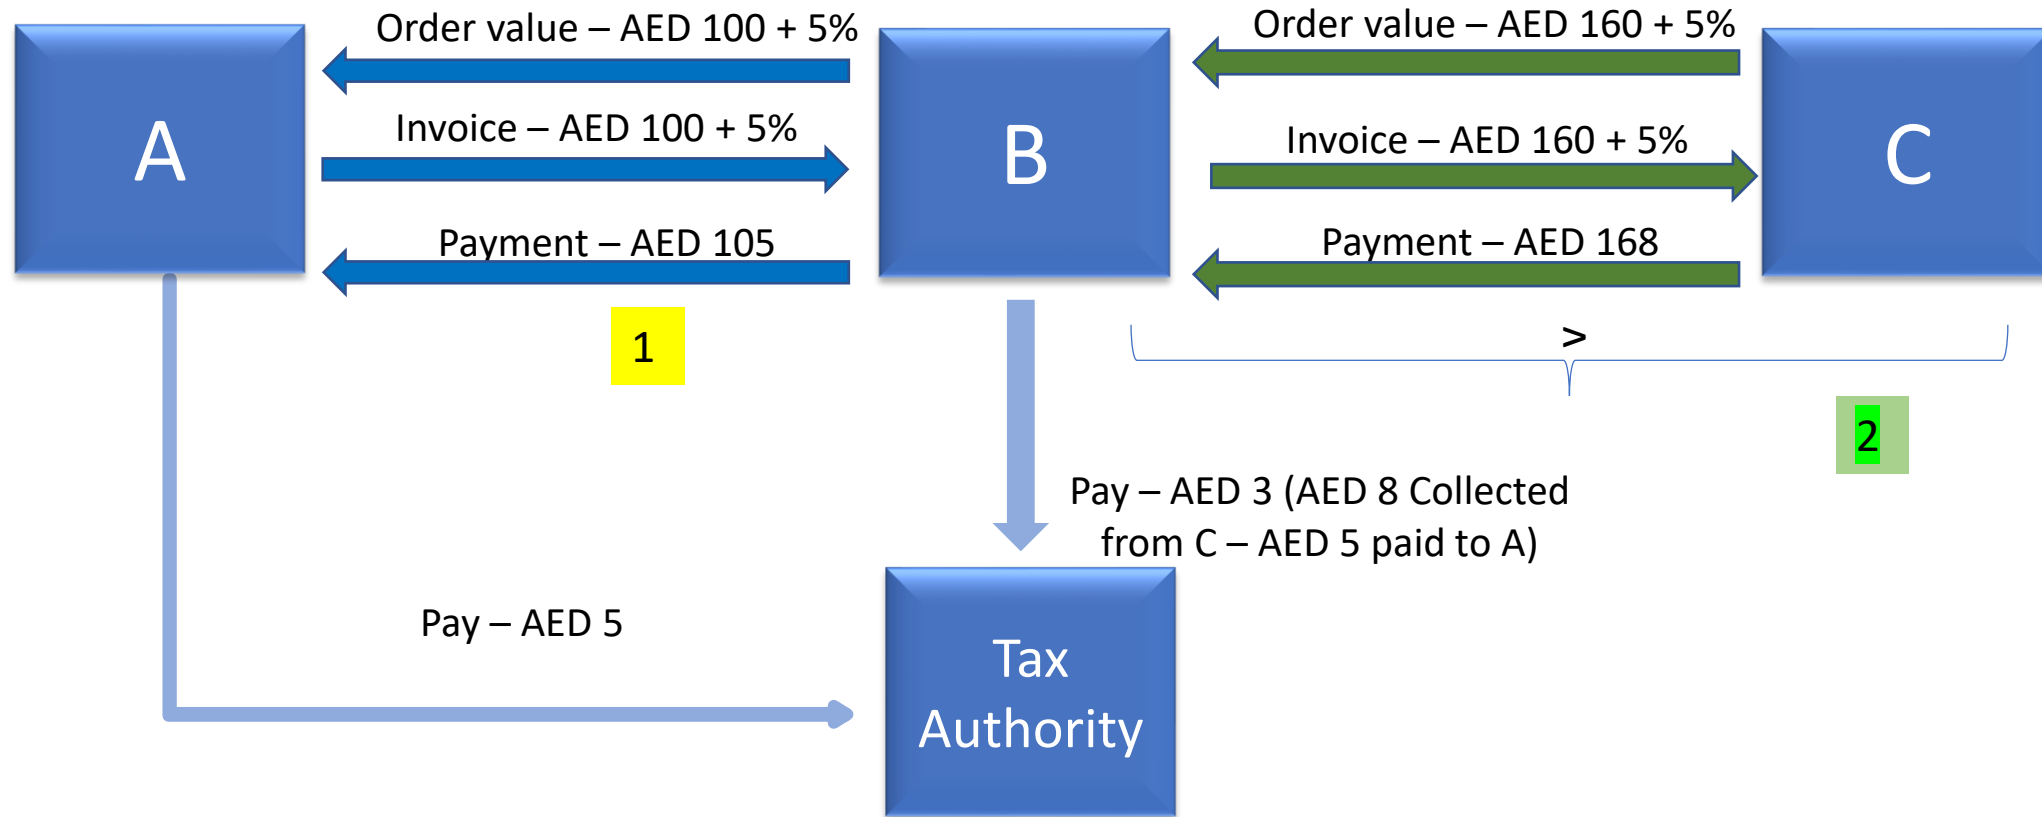 Order value – AED 100 + 5%
Order value – AED 160 + 5%
A
Invoice – AED 100 + 5%
B
Invoice – AED 160 + 5%
C
Payment – AED 105
Payment – AED 168
1
>
2
Pay – AED 3 (AED 8 Collected
from C – AED 5 paid to A)
Pay – AED 5
Tax
Authority